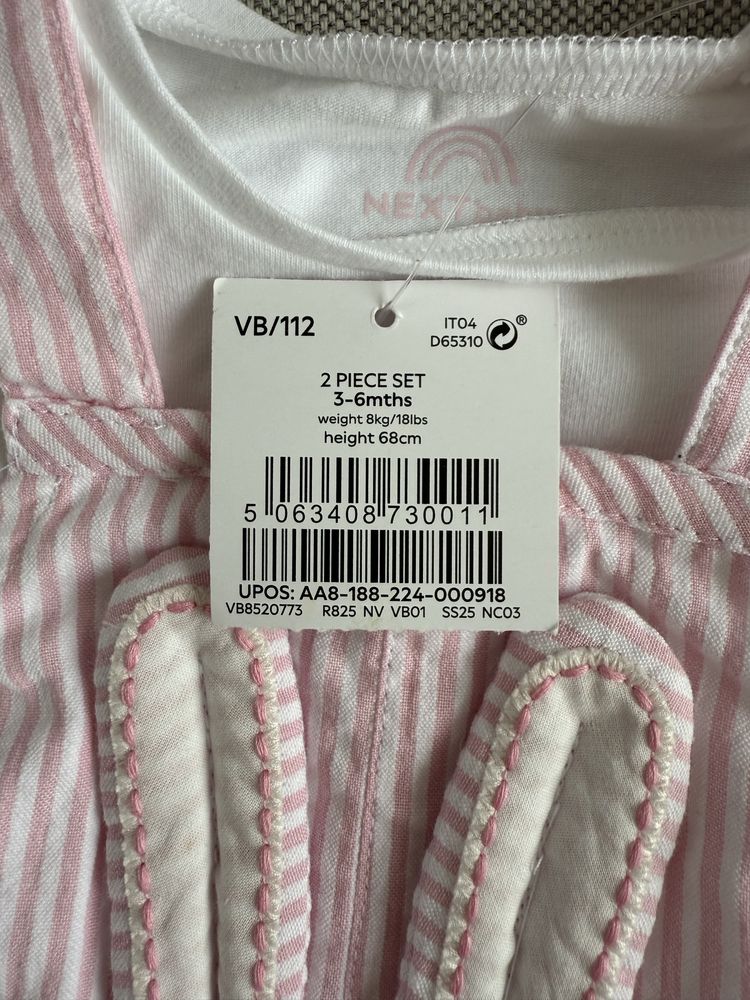 NEXT
VB/112
IT04
D65310
®
2 PIECE SET
3-6mths
weight 8kg/18lbs
height 68cm
5 063408 730011
UPOS: AA8-188-224-000918
VB8520773 R825 NV VB01 SS25 NC03